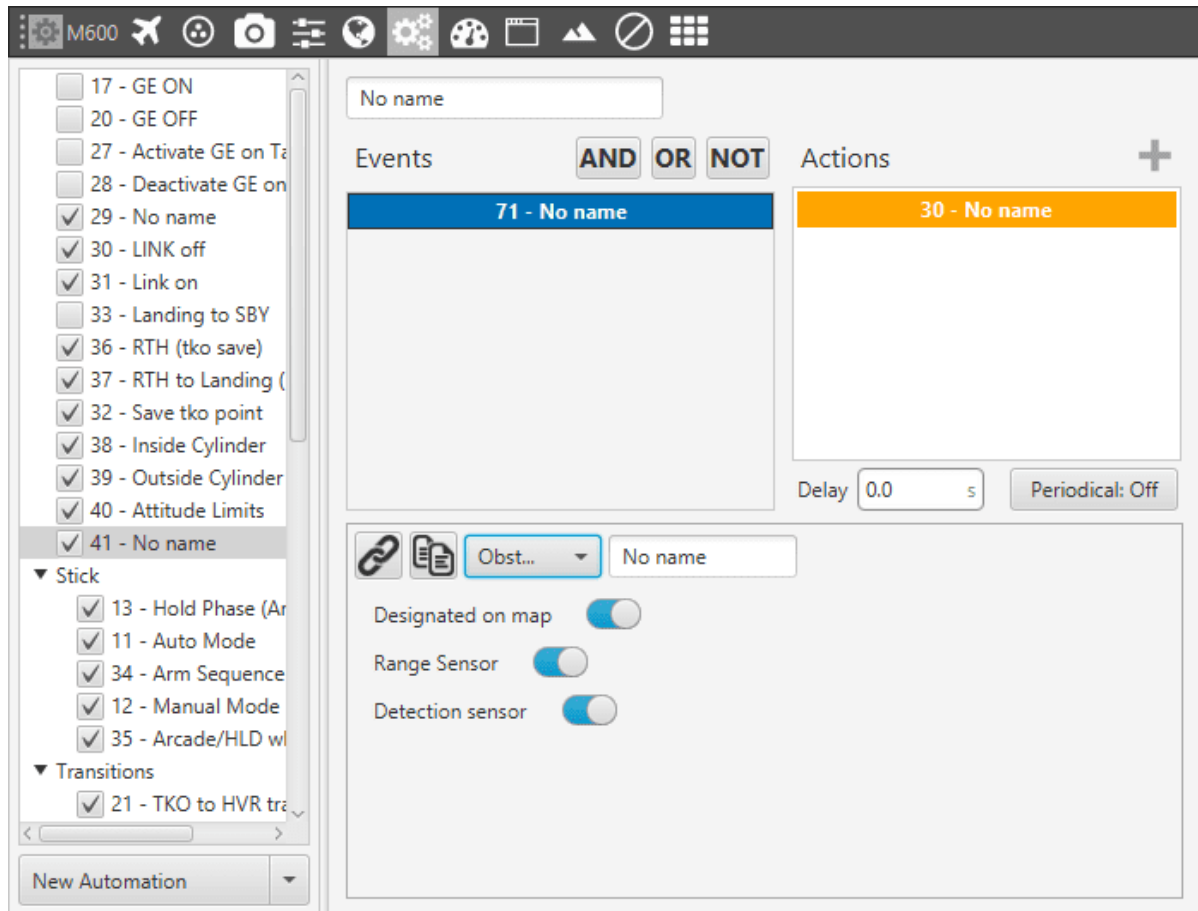 M600
17 - GE ON
20 - GE OFF
27 - Activate GE on Ta
28 - Deactivate GE on
29 - No name
30 - LINK off
31 - Link on
33 - Landing to SBY
36 - RTH (tko save)
37 - RTH to Landing (
32 - Save tko point
38 - Inside Cylinder
39 - Outside Cylinder
40 - Attitude Limits
41 - No name
Stick
13 - Hold Phase (Ar
11 - Auto Mode
34 - Arm Sequence
12 - Manual Mode
35 - Arcade/HLD wl
Transitions
21 - TKO to HVR tra
New Automation
No name
Events AND OR NOT
71 - No name
Actions
30 - No name
Delay 0.0 s Periodical: Off
Obst... No name
Designated on map
Range Sensor
Detection sensor